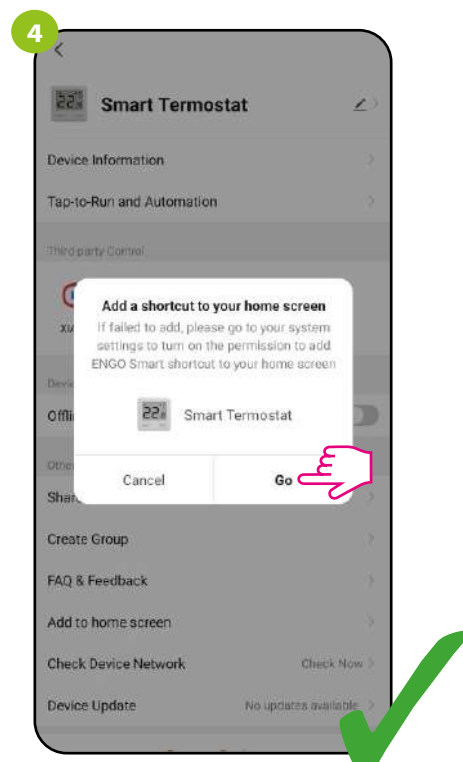 4
Smart Termostat
Device Information
Tap-to-Run and Automation
Third-party Control
Add a shortcut to your home screen
If failed to add, please go to your system
settings to turn on the permission to add
ENGO Smart shortcut to your home screen
22
Smart Termostat
Cancel
Go
Create Group
FAQ & Feedback
Add to home screen
Check Device Network
Check Now
Device Update
No updates available